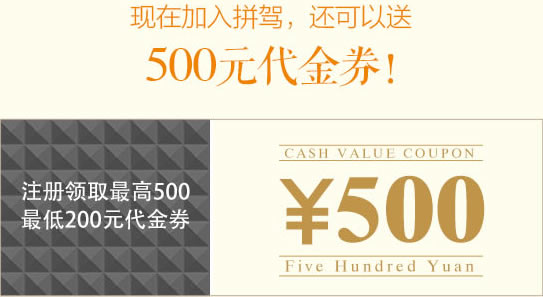 现在加入拼驾，还可以送
500元代金券！
注册领取最高500
最低200元代金券
CASH VALUE COUPON
¥500
Five Hundred Yuan